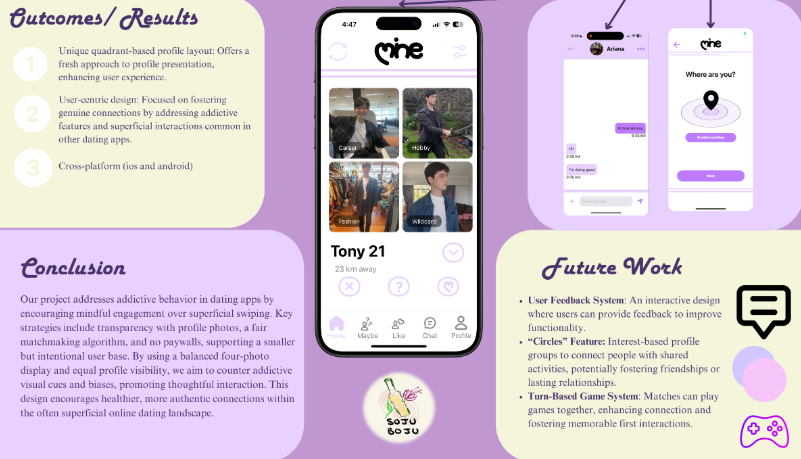 Outcomes/ Results
1
Unique quadrant-based profile layout: Offers a
fresh approach to profile presentation,
enhancing user experience.
2
User-centric design: Focused on fostering
genuine connections by addressing addictive
features and superficial interactions common in
other dating apps.
3
Cross-platform (ios and android)
4:47
mine
Career
Hobby
Fashion
Wildcard
Tony 21
23 km away
?
Home
Maybe
Like
Chat
Profile
Ariana
Hi how are you
9:26 AM
Hi!
9:26 AM
I'm doing good
9:26 AM
mine
Where are you?
Next
Conclusion
Our project addresses addictive behavior in dating apps by
encouraging mindful engagement over superficial swiping. Key
strategies include transparency with profile photos, a fair
matchmaking algorithm, and no paywalls, supporting a smaller
but intentional user base. By using a balanced four-photo
display and equal profile visibility, we aim to counter addictive
visual cues and biases, promoting thoughtful interaction. This
design encourages healthier, more authentic connections within
the often superficial online dating landscape.
SOJU
BOJU
Future Work
• User Feedback System: An interactive design
where users can provide feedback to improve
functionality.
• “Circles” Feature: Interest-based profile
groups to connect people with shared
activities, potentially fostering friendships or
lasting relationships.
• Turn-Based Game System: Matches can play
games together, enhancing connection and
fostering memorable first interactions.